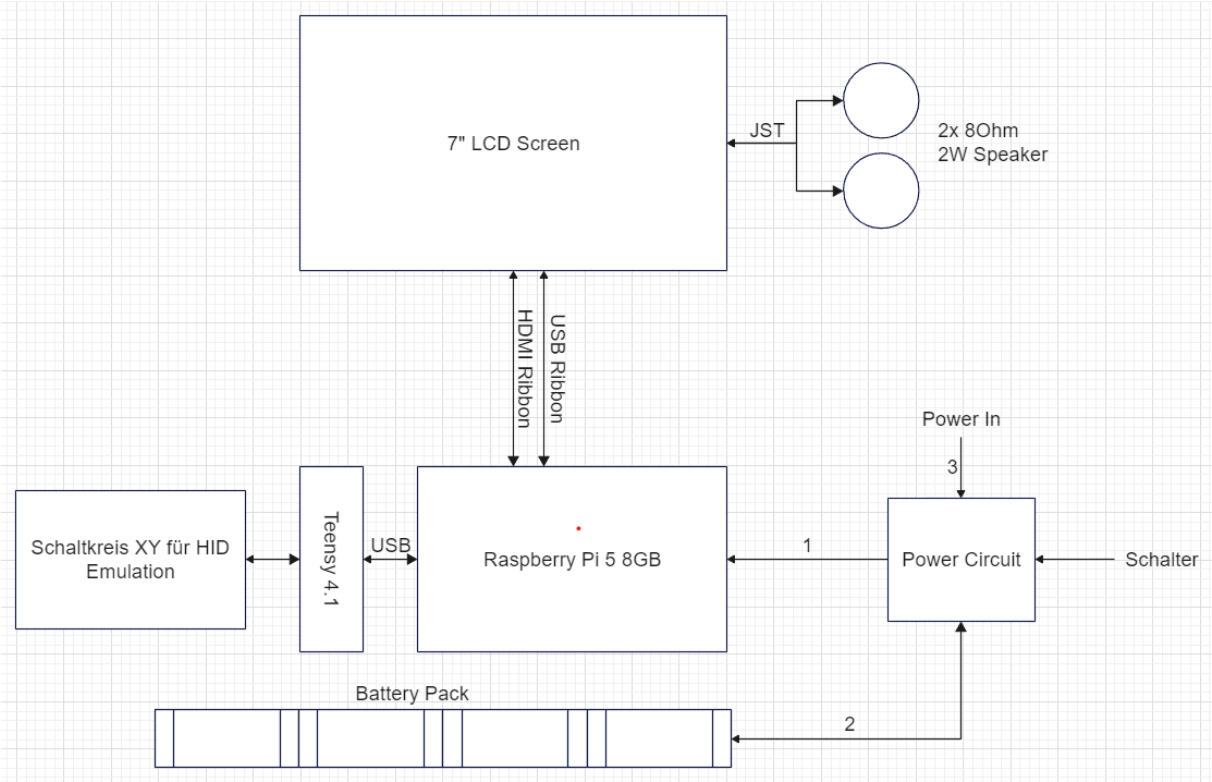 7" LCD Screen
JST
2x 8Ohm
2W Speaker
HDMI Ribbon
USB Ribbon
Power In
3
Schaltkreis XY für HID
Emulation
Teensy 4.1
USB
Raspberry Pi 5 8GB
1
Power Circuit
Schalter
Battery Pack
2